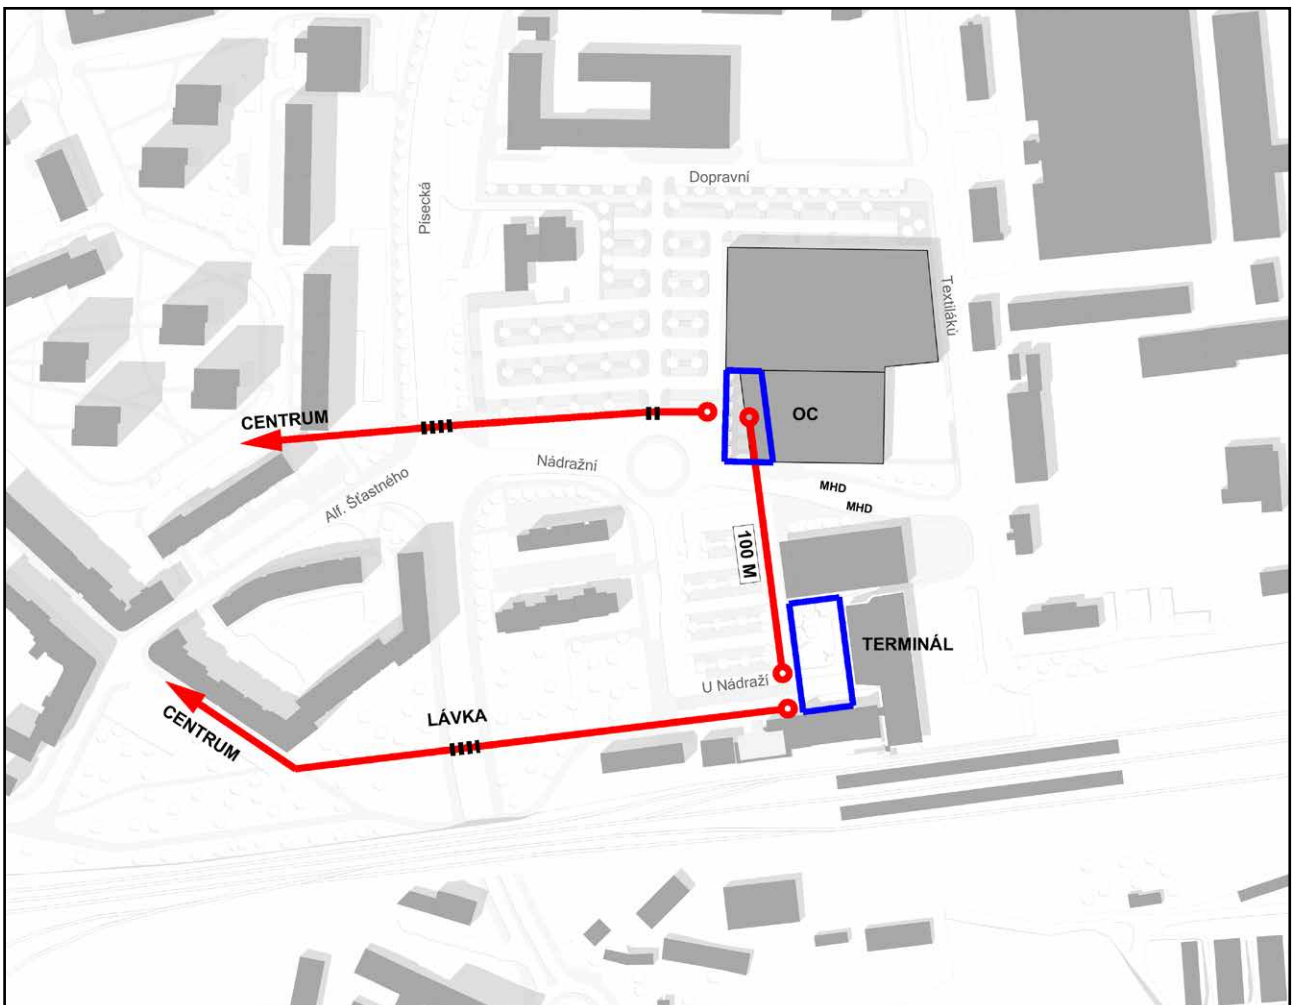 Dopravní
Písecká
Textiláků
CENTRUM
OC
Nádražní
Alf. Šťastného
MHD
MHD
100 M
TERMINÁL
U Nádraží
LÁVKA
CENTRUM